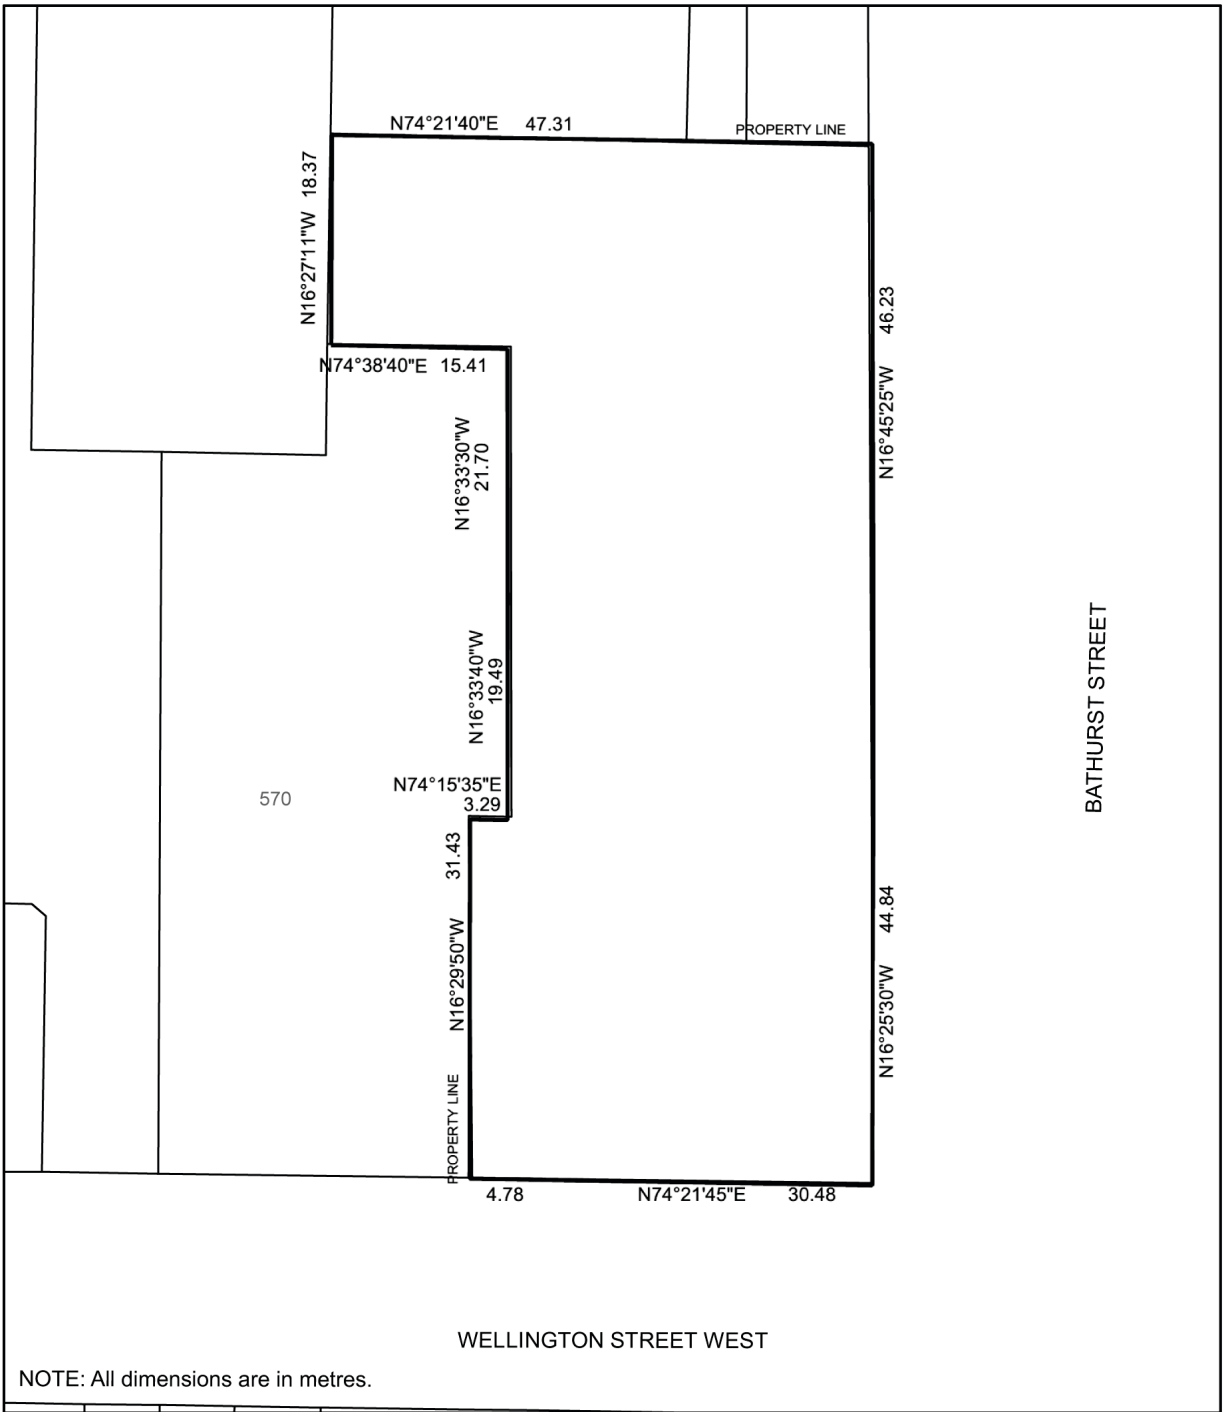 N74°21'40"E 47.31
PROPERTY LINE
N16°27'11"W 18.37
46.23
N16°45'25"W
N74°38'40"E 15.41
N16°33'30"W
21.70
N16°33'40"W
19.49
BATHURST STREET
N74°15'35"E
3.29
570
31.43
N16°29'50"W
44.84
N16°25'30"W
PROPERTY LINE
4.78 N74°21'45"E 30.48
WELLINGTON STREET WEST
NOTE: All dimensions are in metres.